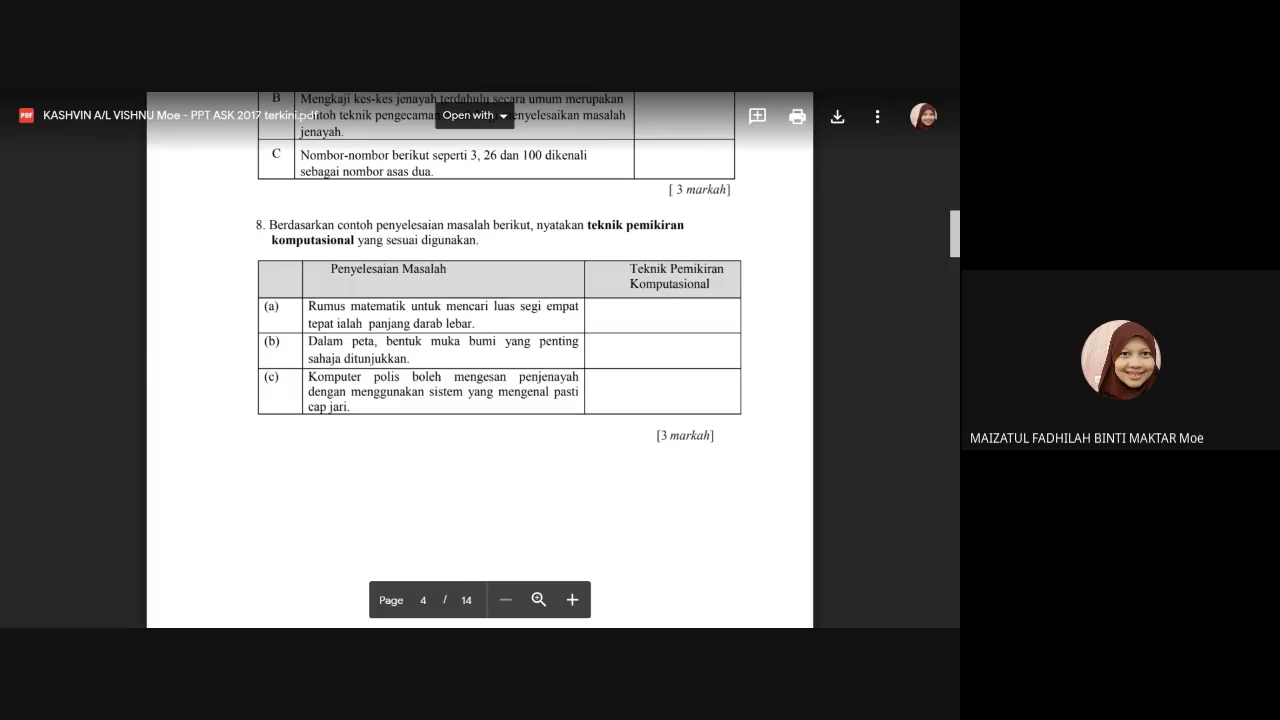 B Mengkaji kes-kes jenayah terdahulu secara umum merupakan
KASHVIN A/L VISHNU Moe - PPT ASK 2017 terkini.pdf
Open with
jenayah.
C Nombor-nombor berikut seperti 3, 26 dan 100 dikenali
sebagai nombor asas dua.
[ 3 markah]
8. Berdasarkan contoh penyelesaian masalah berikut, nyatakan teknik pemikiran
komputasional yang sesuai digunakan.
Penyelesaian Masalah Teknik Pemikiran
Komputasional
(a) Rumus matematik untuk mencari luas segi empat
tepat ialah panjang darab lebar.
(b) Dalam peta, bentuk muka bumi yang penting
sahaja ditunjukkan.
(c) Komputer polis boleh mengesan penjenayah
dengan menggunakan sistem yang mengenal pasti
cap jari.
[3 markah]
Page 4 / 14
MAIZATUL FADHILAH BINTI MAKTAR Moe